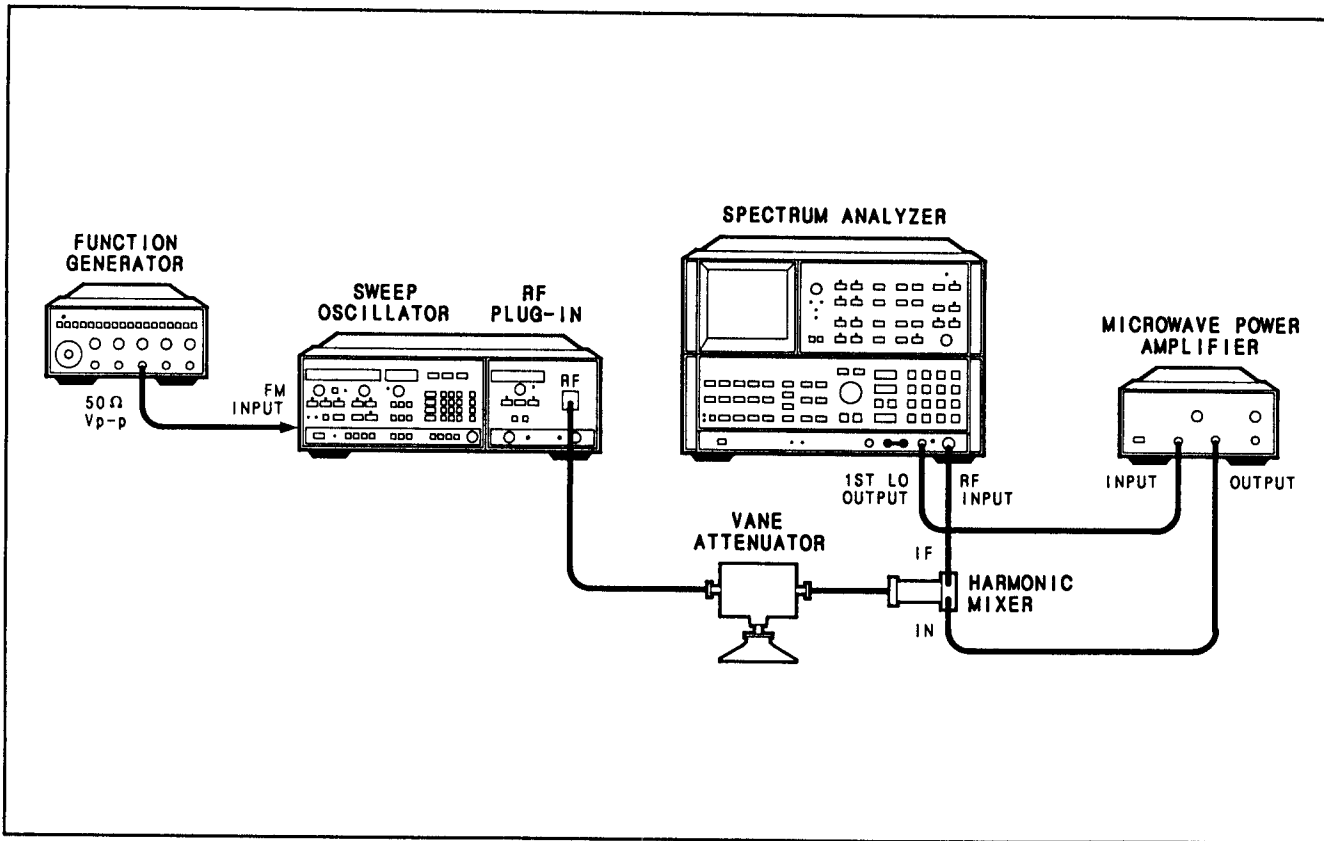 SPECTRUM ANALYZER
FUNCTION
GENERATOR
SWEEP
OSCILLATOR
RF
PLUG-IN
MICROWAVE POWER
AMPLIFIER
RF
FM
INPUT
50Ω
Vp-p
1ST LO
OUTPUT
RF
INPUT
INPUT
OUTPUT
VANE
ATTENUATOR
IF
HARMONIC
MIXER
IN